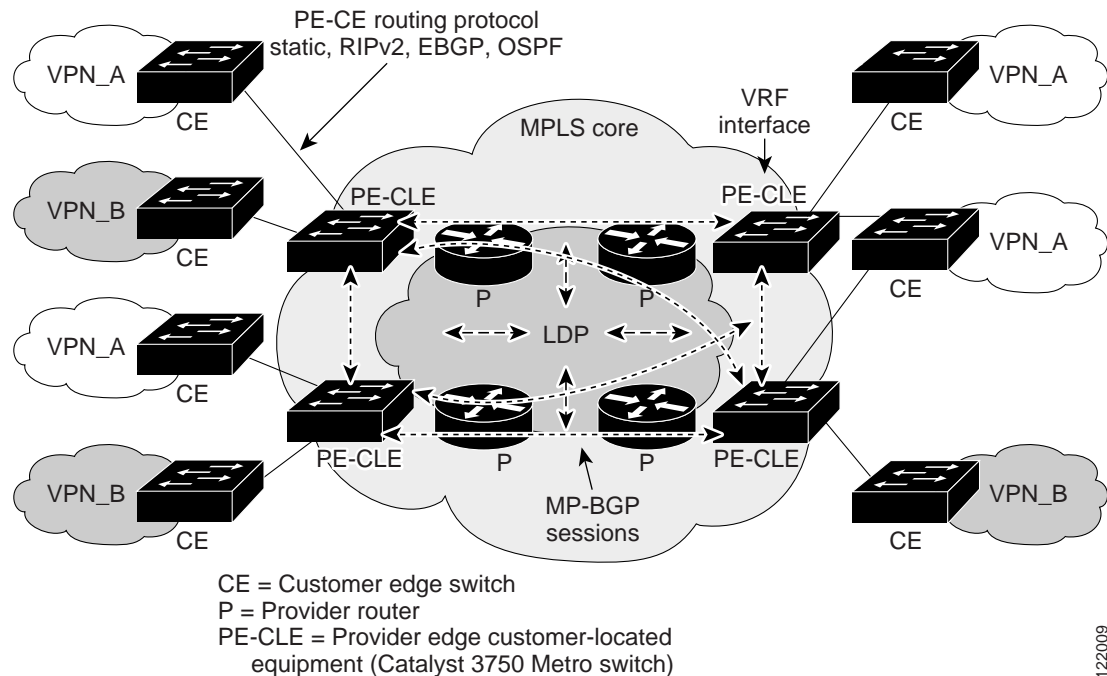 PE-CE routing protocol
static, RIPv2, EBGP, OSPF
VPN_A
CE
VPN_A
CE
VRF
interface
MPLS core
VPN_B
CE
PE-CLE
PE-CLE
VPN_A
CE
P
P
LDP
VPN_A
CE
PE-CLE
P
P
PE-CLE
VPN_B
CE
MP-BGP
sessions
VPN_B
CE
CE = Customer edge switch
P = Provider router
PE-CLE = Provider edge customer-located
equipment (Catalyst 3750 Metro switch)
122009